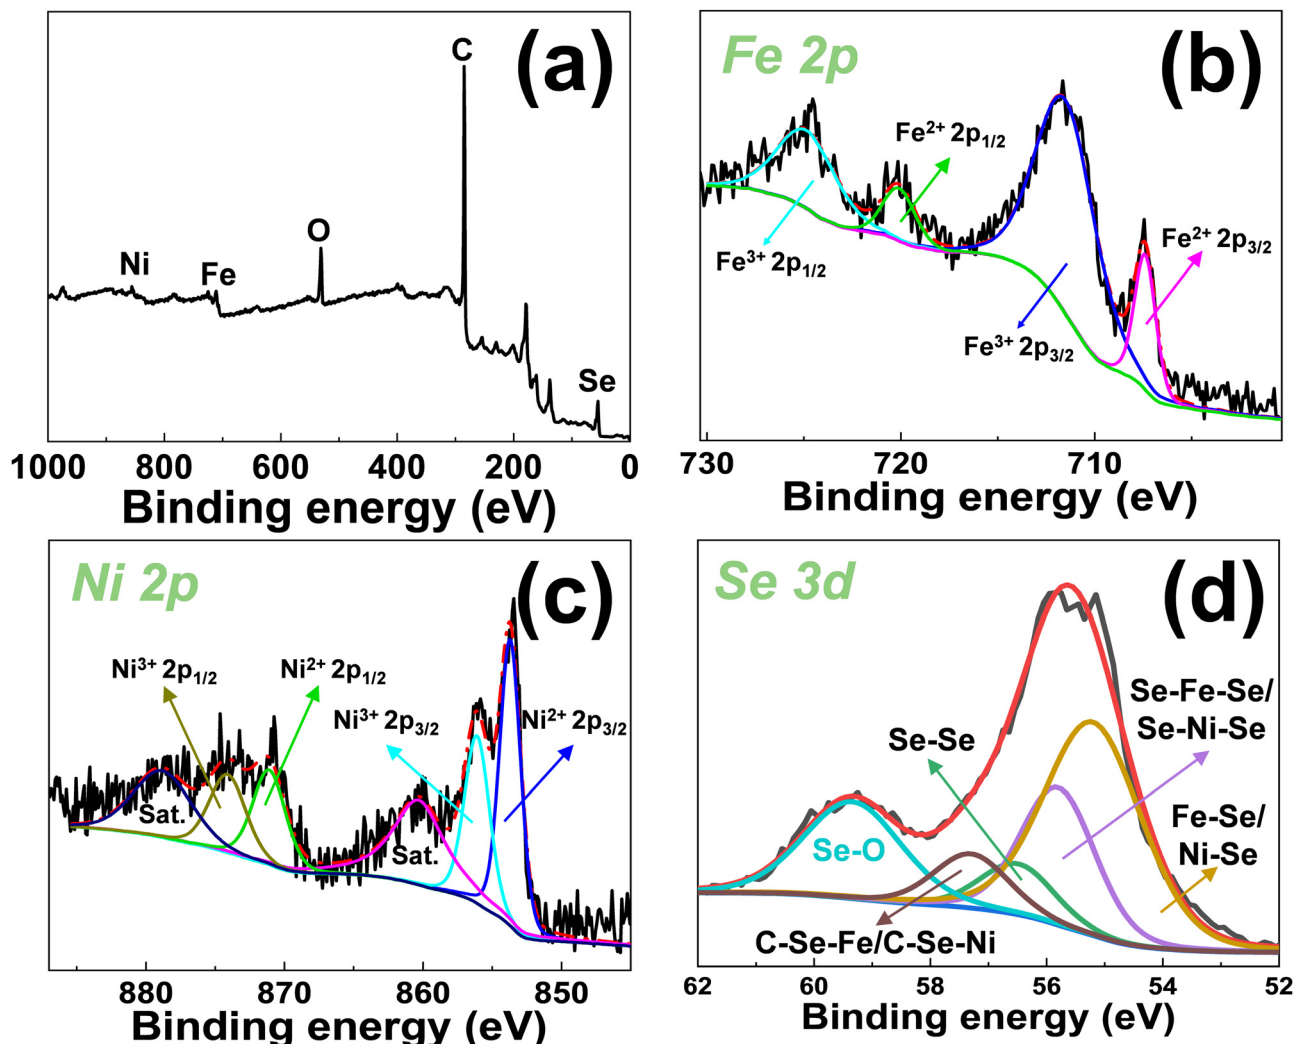 (a)
C
O
Ni
Fe
Se
1000 800 600 400 200 0
Binding energy (eV)
Fe 2p
(b)
Fe²⁺ 2p₁/₂
Fe³⁺ 2p₁/₂
Fe²⁺ 2p₃/₂
Fe³⁺ 2p₃/₂
730 720 710
Binding energy (eV)
Ni 2p
(c)
Ni³⁺ 2p₁/₂
Ni²⁺ 2p₁/₂
Ni³⁺ 2p₃/₂
Ni²⁺ 2p₃/₂
Sat.
Sat.
880 870 860 850
Binding energy (eV)
Se 3d
(d)
Se-Fe-Se/
Se-Ni-Se
Se-Se
Fe-Se/
Ni-Se
Se-O
C-Se-Fe/C-Se-Ni
62 60 58 56 54 52
Binding energy (eV)